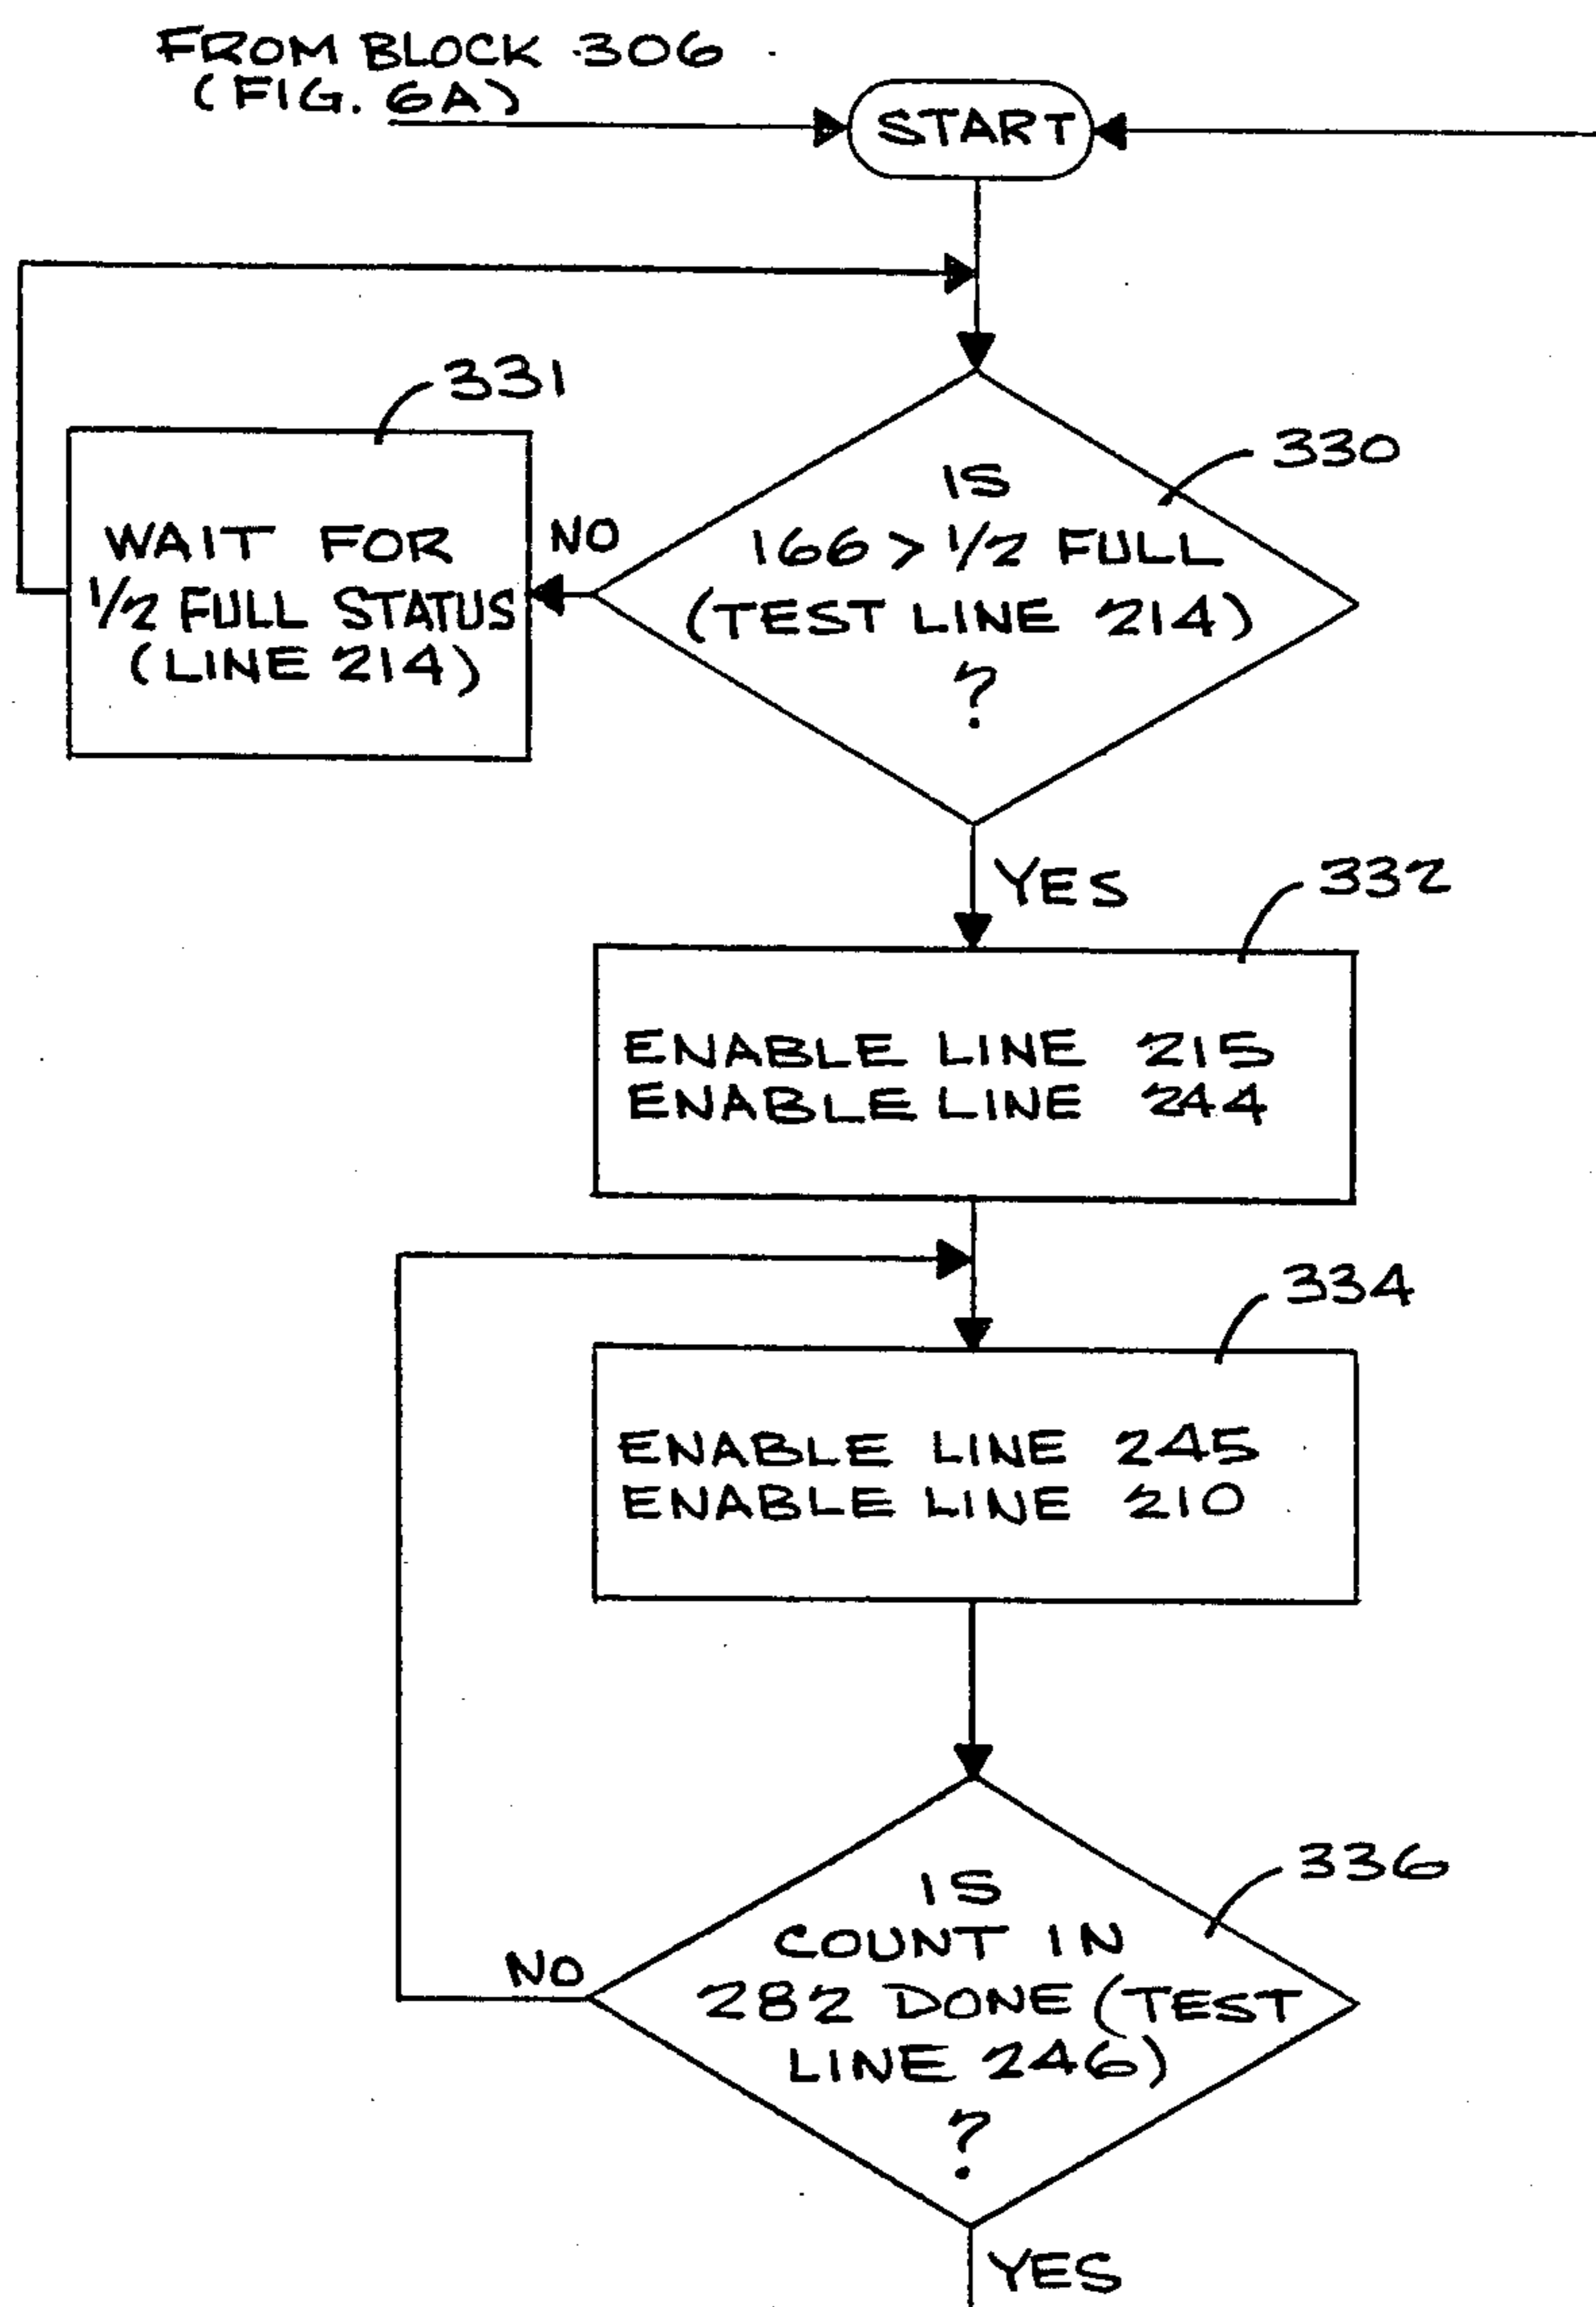 FROM BLOCK 306
(FIG. 6A)
START
331
330
IS
166 > 1/2 FULL
(TEST LINE 214)
?
NO
WAIT FOR
1/2 FULL STATUS
(LINE 214)
YES
332
ENABLE LINE 215
ENABLE LINE 244
334
ENABLE LINE 245
ENABLE LINE 210
336
IS
COUNT IN
282 DONE (TEST
LINE 246)
?
NO
YES